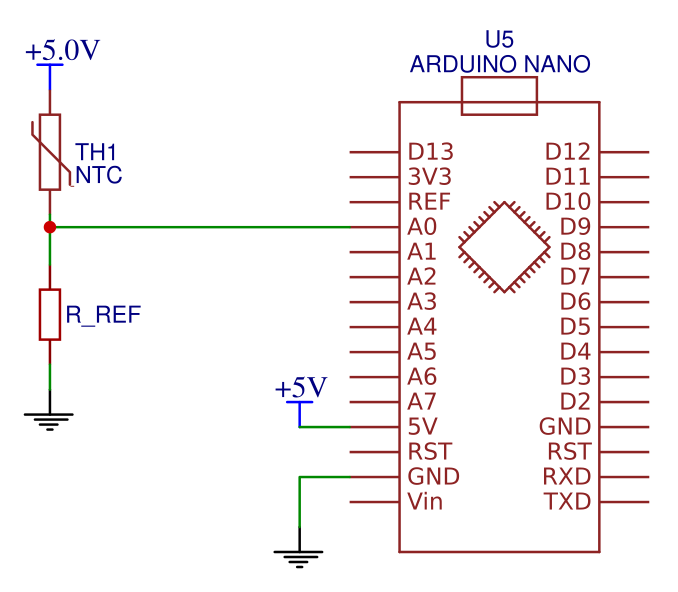 +5.0V
TH1
NTC
R_REF
U5
ARDUINO NANO
D13
3V3
REF
A0
A1
A2
A3
A4
A5
A6
A7
5V
RST
GND
Vin
D12
D11
D10
D9
D8
D7
D6
D5
D4
D3
D2
GND
RST
RXD
TXD
+5V